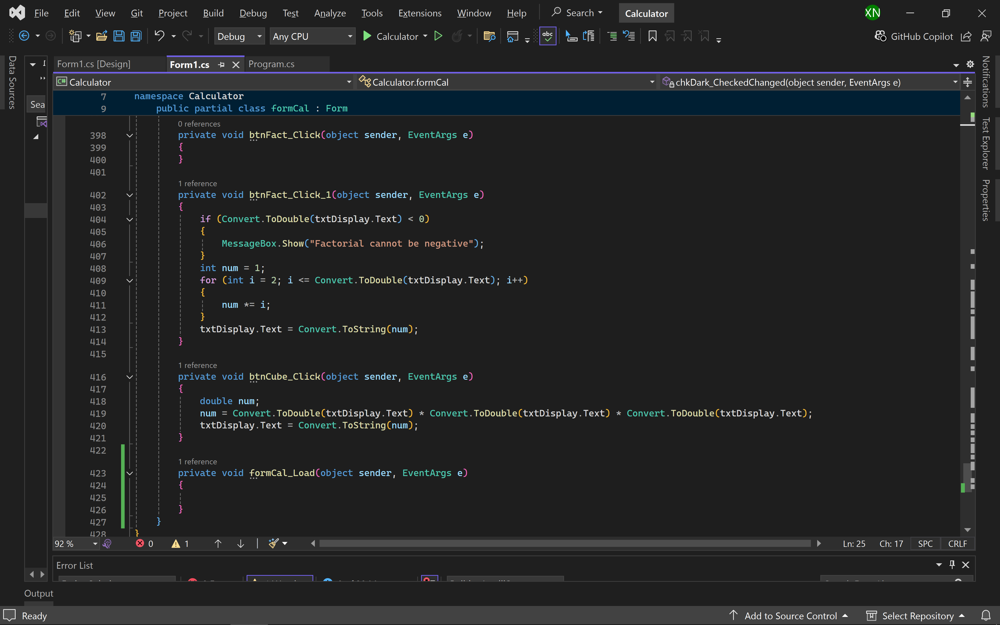 File Edit View Git Project Build Debug Test Analyze Tools Extensions Window Help Search Calculator XN
Debug Any CPU Calculator abc GitHub Copilot
Data Sources
Sea
Form1.cs [Design] Form1.cs Program.cs
C# Calculator Calculator.formCal chkDark_CheckedChanged(object sender, EventArgs e)
7 namespace Calculator
9 public partial class formCal : Form
0 references
398 private void btnFact_Click(object sender, EventArgs e)
399 {
400 }
401
1 reference
402 private void btnFact_Click_1(object sender, EventArgs e)
403 {
404 if (Convert.ToDouble(txtDisplay.Text) < 0)
405 {
406 MessageBox.Show("Factorial cannot be negative");
407 }
408 int num = 1;
409 for (int i = 2; i <= Convert.ToDouble(txtDisplay.Text); i++)
410 {
411 num *= i;
412 }
413 txtDisplay.Text = Convert.ToString(num);
414 }
415
1 reference
416 private void btnCube_Click(object sender, EventArgs e)
417 {
418 double num;
419 num = Convert.ToDouble(txtDisplay.Text) * Convert.ToDouble(txtDisplay.Text) * Convert.ToDouble(txtDisplay.Text);
420 txtDisplay.Text = Convert.ToString(num);
421 }
422
1 reference
423 private void formCal_Load(object sender, EventArgs e)
424 {
425
426 }
427 }
428 }
92 % 0 1 Ln: 25 Ch: 17 SPC CRLF
Notifications
Test Explorer
Properties
Error List
Output
Ready Add to Source Control Select Repository